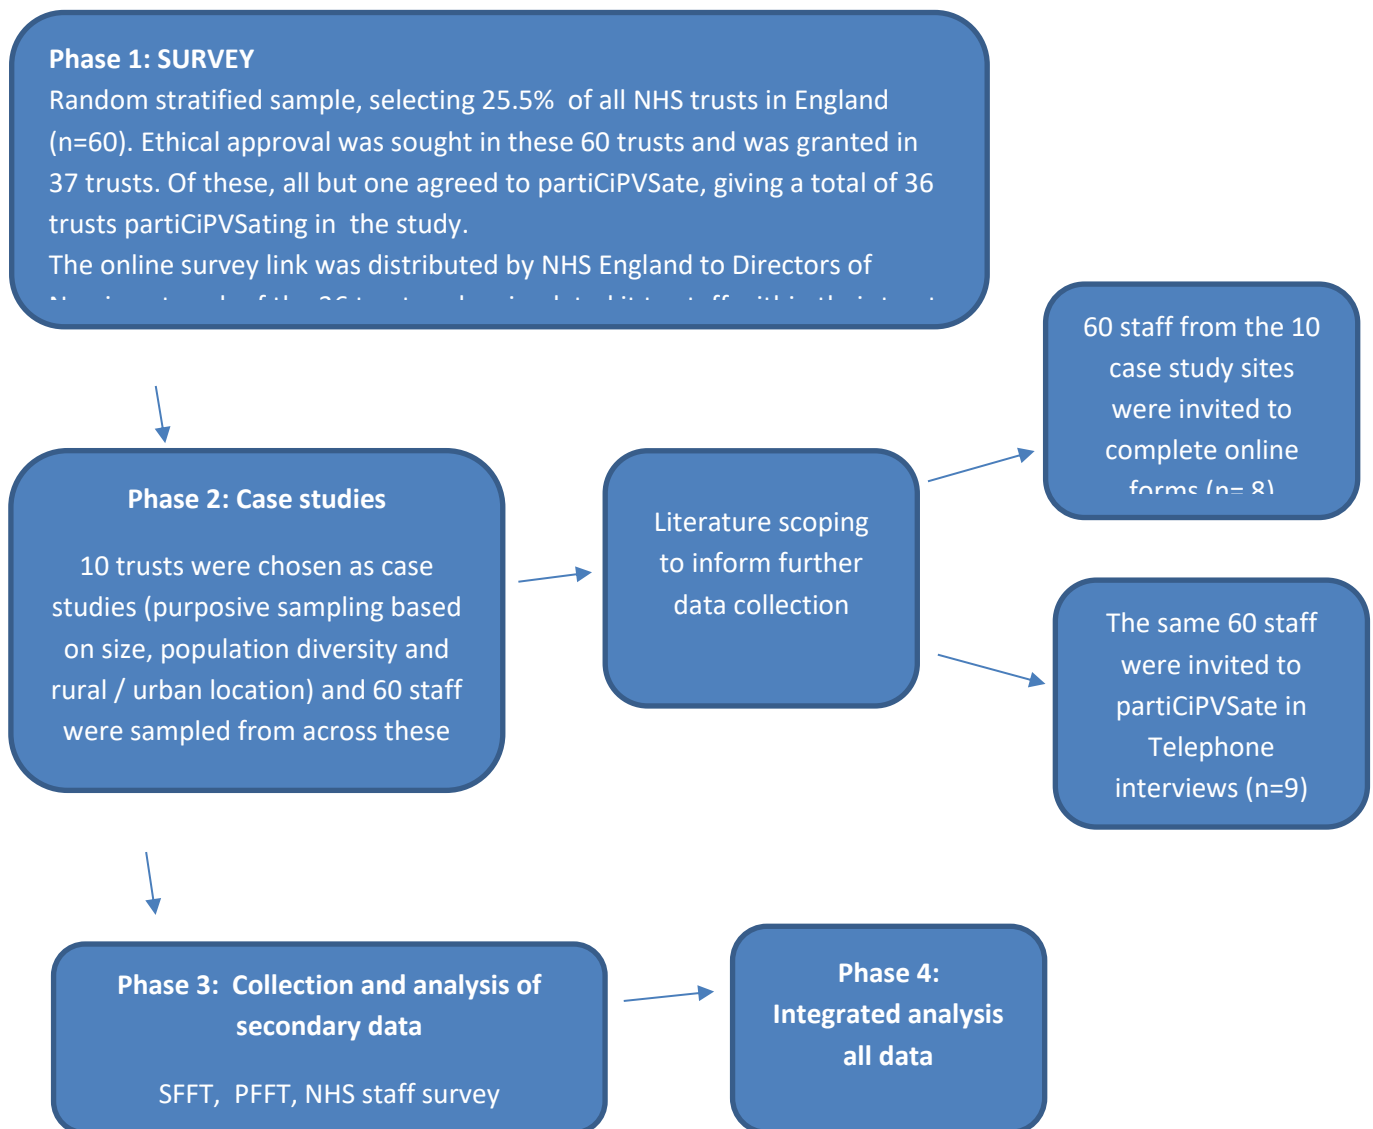 Phase 1: SURVEY
Random stratified sample, selecting 25.5% of all NHS trusts in England
(n=60). Ethical approval was sought in these 60 trusts and was granted in
37 trusts. Of these, all but one agreed to partiCiPVSate, giving a total of 36
trusts partiCiPVSating in the study.
The online survey link was distributed by NHS England to Directors of
60 staff from the 10
case study sites
were invited to
complete online
forms (n= 8)
Phase 2: Case studies
10 trusts were chosen as case
studies (purposive sampling based
on size, population diversity and
rural / urban location) and 60 staff
were sampled from across these
Literature scoping
to inform further
data collection
The same 60 staff
were invited to
partiCiPVSate in
Telephone
interviews (n=9)
Phase 3: Collection and analysis of
secondary data
SFFT, PFFT, NHS staff survey
Phase 4:
Integrated analysis
all data